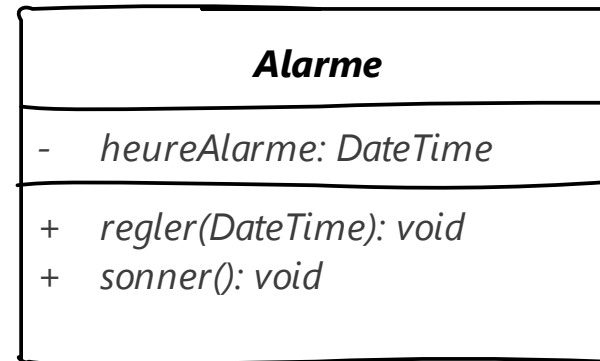 Alarme
- heureAlarme: DateTime
+ regler(DateTime): void
+ sonner(): void